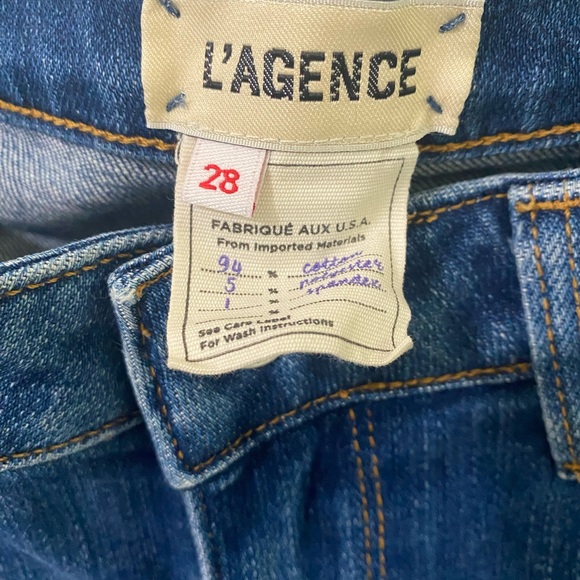 L'AGENCE
28
FABRIQUÉ AUX U.S.A.
From Imported Materials
94 % cotton
5 % polyester
1 % spandex
%
See Care Label
For Wash Instructions